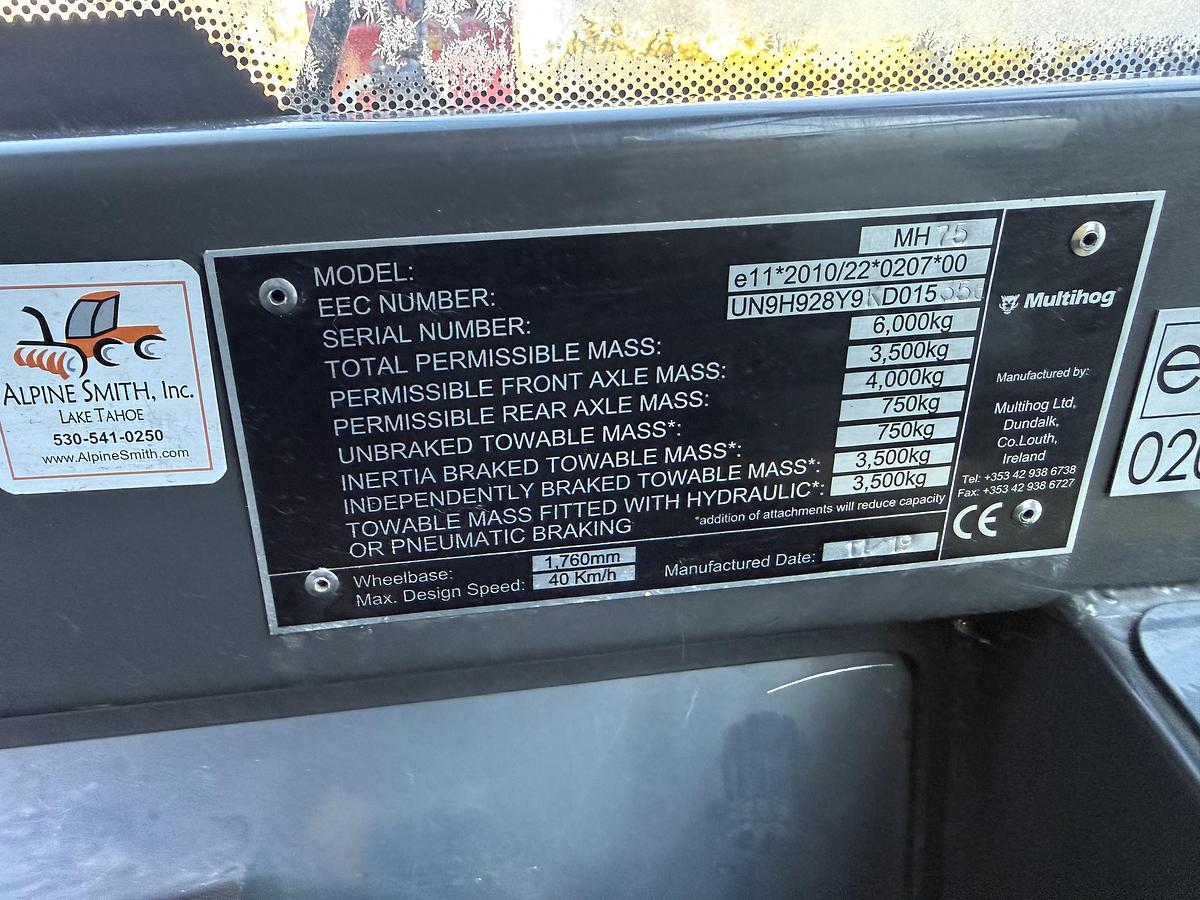 ALPINE SMITH, INC.
LAKE TAHOE
530-541-0250
www.AlpineSmith.com
MODEL: MH 75
EEC NUMBER: e11*2010/22*0207*00
SERIAL NUMBER:
TOTAL PERMISSIBLE MASS: 6,000kg
PERMISSIBLE FRONT AXLE MASS: 3,500kg
PERMISSIBLE REAR AXLE MASS: 4,000kg
UNBRAKED TOWABLE MASS*: 750kg
INERTIA BRAKED TOWABLE MASS*: 750kg
INDEPENDENTLY BRAKED TOWABLE MASS*: 3,500kg
TOWABLE MASS FITTED WITH HYDRAULIC*: 3,500kg
OR PNEUMATIC BRAKING
*addition of attachments will reduce capacity
Wheelbase: 1,760mm
Max. Design Speed: 40 Km/h
Manufactured Date: 11/19
Multihog
Manufactured by:
Multihog Ltd,
Dundalk,
Co.Louth,
Ireland
Tel: +353 42 938 6738
Fax: +353 42 938 6727
CE
e
020